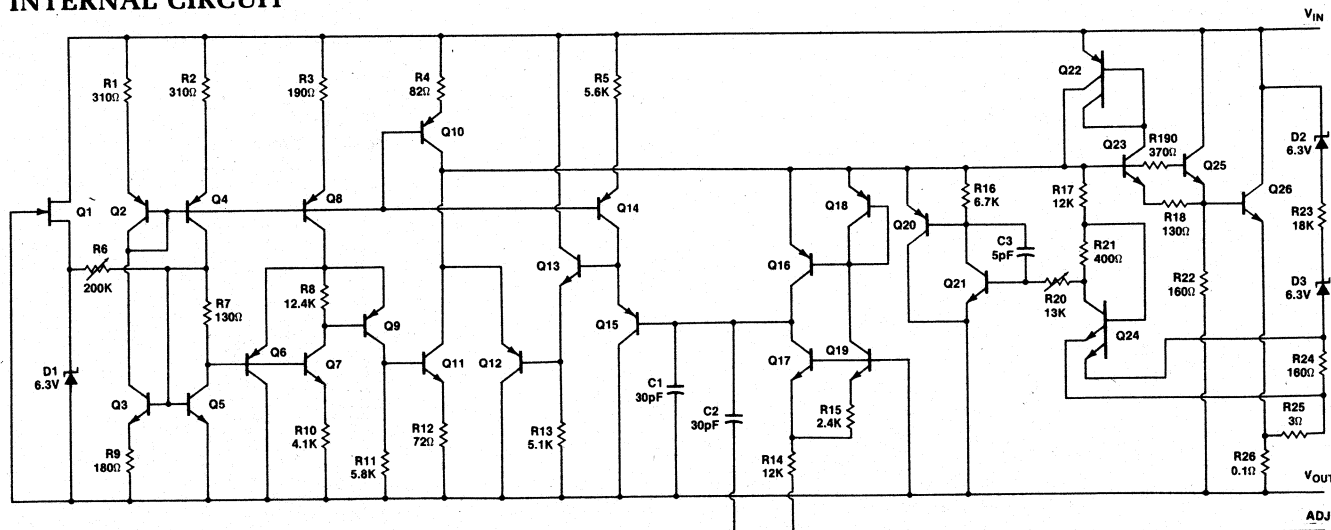 INTERNAL CIRCUIT
VIN
R1
310Ω
R2
310Ω
R3
190Ω
R4
82Ω
R5
5.6K
Q22
Q10
Q23
R190
370Ω
Q25
D2
6.3V
Q1
Q2
Q4
Q8
Q14
Q18
Q20
R16
6.7K
R17
12K
R18
130Ω
Q26
R23
18K
R6
200K
Q13
Q16
C3
5pF
R21
400Ω
R22
160Ω
D3
6.3V
R7
130Ω
R8
12.4K
Q9
Q15
Q21
R20
13K
Q24
D1
6.3V
Q6
Q7
Q11
Q12
Q17
Q19
R24
160Ω
Q3
Q5
C1
30pF
C2
30pF
R15
2.4K
R25
3Ω
R9
180Ω
R10
4.1K
R11
5.8K
R12
72Ω
R13
5.1K
R14
12K
R26
0.1Ω
VOUT
ADJ